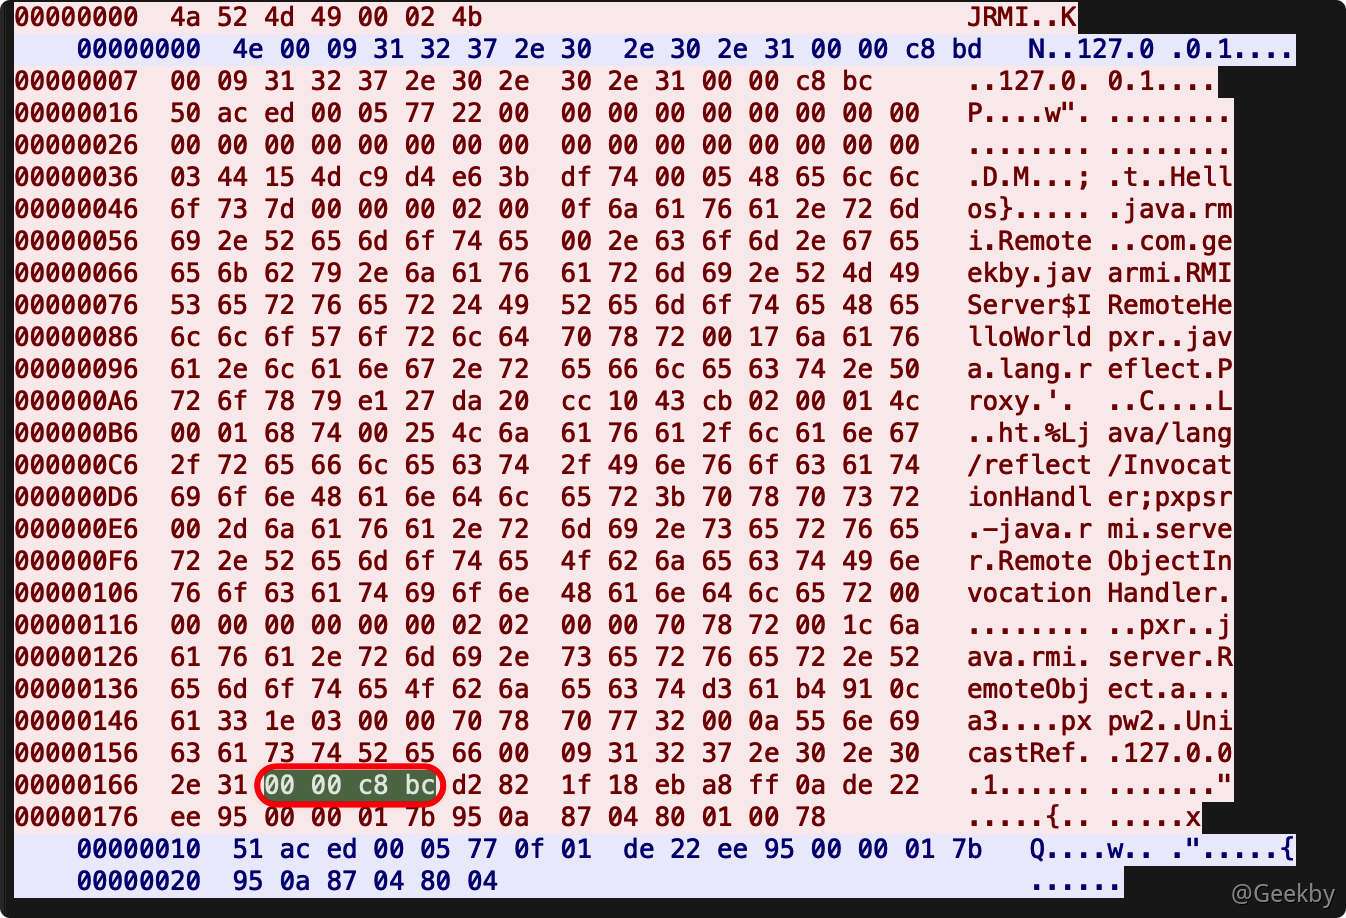 00000000  4a 52 4d 49 00 02 4b                               JRMI..K
    00000000  4e 00 09 31 32 37 2e 30  2e 30 2e 31 00 00 c8 bd   N..127.0 .0.1....
00000007  00 09 31 32 37 2e 30 2e  30 2e 31 00 00 c8 bc      ..127.0. 0.1....
00000016  50 ac ed 00 05 77 22 00  00 00 00 00 00 00 00 00   P....w". ........
00000026  00 00 00 00 00 00 00 00  00 00 00 00 00 00 00 00   ........ ........
00000036  03 44 15 4d c9 d4 e6 3b  df 74 00 05 48 65 6c 6c   .D.M...; .t..Hell
00000046  6f 73 7d 00 00 00 02 00  0f 6a 61 76 61 2e 72 6d   os}..... .java.rm
00000056  69 2e 52 65 6d 6f 74 65  00 2e 63 6f 6d 2e 67 65   i.Remote ..com.ge
00000066  65 6b 62 79 2e 6a 61 76  61 72 6d 69 2e 52 4d 49   ekby.jav armi.RMI
00000076  53 65 72 76 65 72 24 49  52 65 6d 6f 74 65 48 65   Server$I RemoteHe
00000086  6c 6c 6f 57 6f 72 6c 64  70 78 72 00 17 6a 61 76   lloWorld pxr..jav
00000096  61 2e 6c 61 6e 67 2e 72  65 66 6c 65 63 74 2e 50   a.lang.r eflect.P
000000A6  72 6f 78 79 e1 27 da 20  cc 10 43 cb 02 00 01 4c   roxy.'.  ..C....L
000000B6  00 01 68 74 00 25 4c 6a  61 76 61 2f 6c 61 6e 67   ..ht.%Lj ava/lang
000000C6  2f 72 65 66 6c 65 63 74  2f 49 6e 76 6f 63 61 74   /reflect /Invocat
000000D6  69 6f 6e 48 61 6e 64 6c  65 72 3b 70 78 70 73 72   ionHandl er;pxpsr
000000E6  00 2d 6a 61 76 61 2e 72  6d 69 2e 73 65 72 76 65   .-java.r mi.serve
000000F6  72 2e 52 65 6d 6f 74 65  4f 62 6a 65 63 74 49 6e   r.Remote ObjectIn
00000106  76 6f 63 61 74 69 6f 6e  48 61 6e 64 6c 65 72 00   vocation Handler.
00000116  00 00 00 00 00 00 02 02  00 00 70 78 72 00 1c 6a   ........ ..pxr..j
00000126  61 76 61 2e 72 6d 69 2e  73 65 72 76 65 72 2e 52   ava.rmi. server.R
00000136  65 6d 6f 74 65 4f 62 6a  65 63 74 d3 61 b4 91 0c   emoteObj ect.a...
00000146  61 33 1e 03 00 00 70 78  70 77 32 00 0a 55 6e 69   a3....px pw2..Uni
00000156  63 61 73 74 52 65 66 00  09 31 32 37 2e 30 2e 30   castRef. .127.0.0
00000166  2e 31 00 00 c8 bc d2 82  1f 18 eb a8 ff 0a de 22   .1...... ......."
00000176  ee 95 00 00 01 7b 95 0a  87 04 80 01 00 78         .....{.. .....x
    00000010  51 ac ed 00 05 77 0f 01  de 22 ee 95 00 00 01 7b   Q....w.. .".....{
    00000020  95 0a 87 04 80 04                                  ......
@Geekby